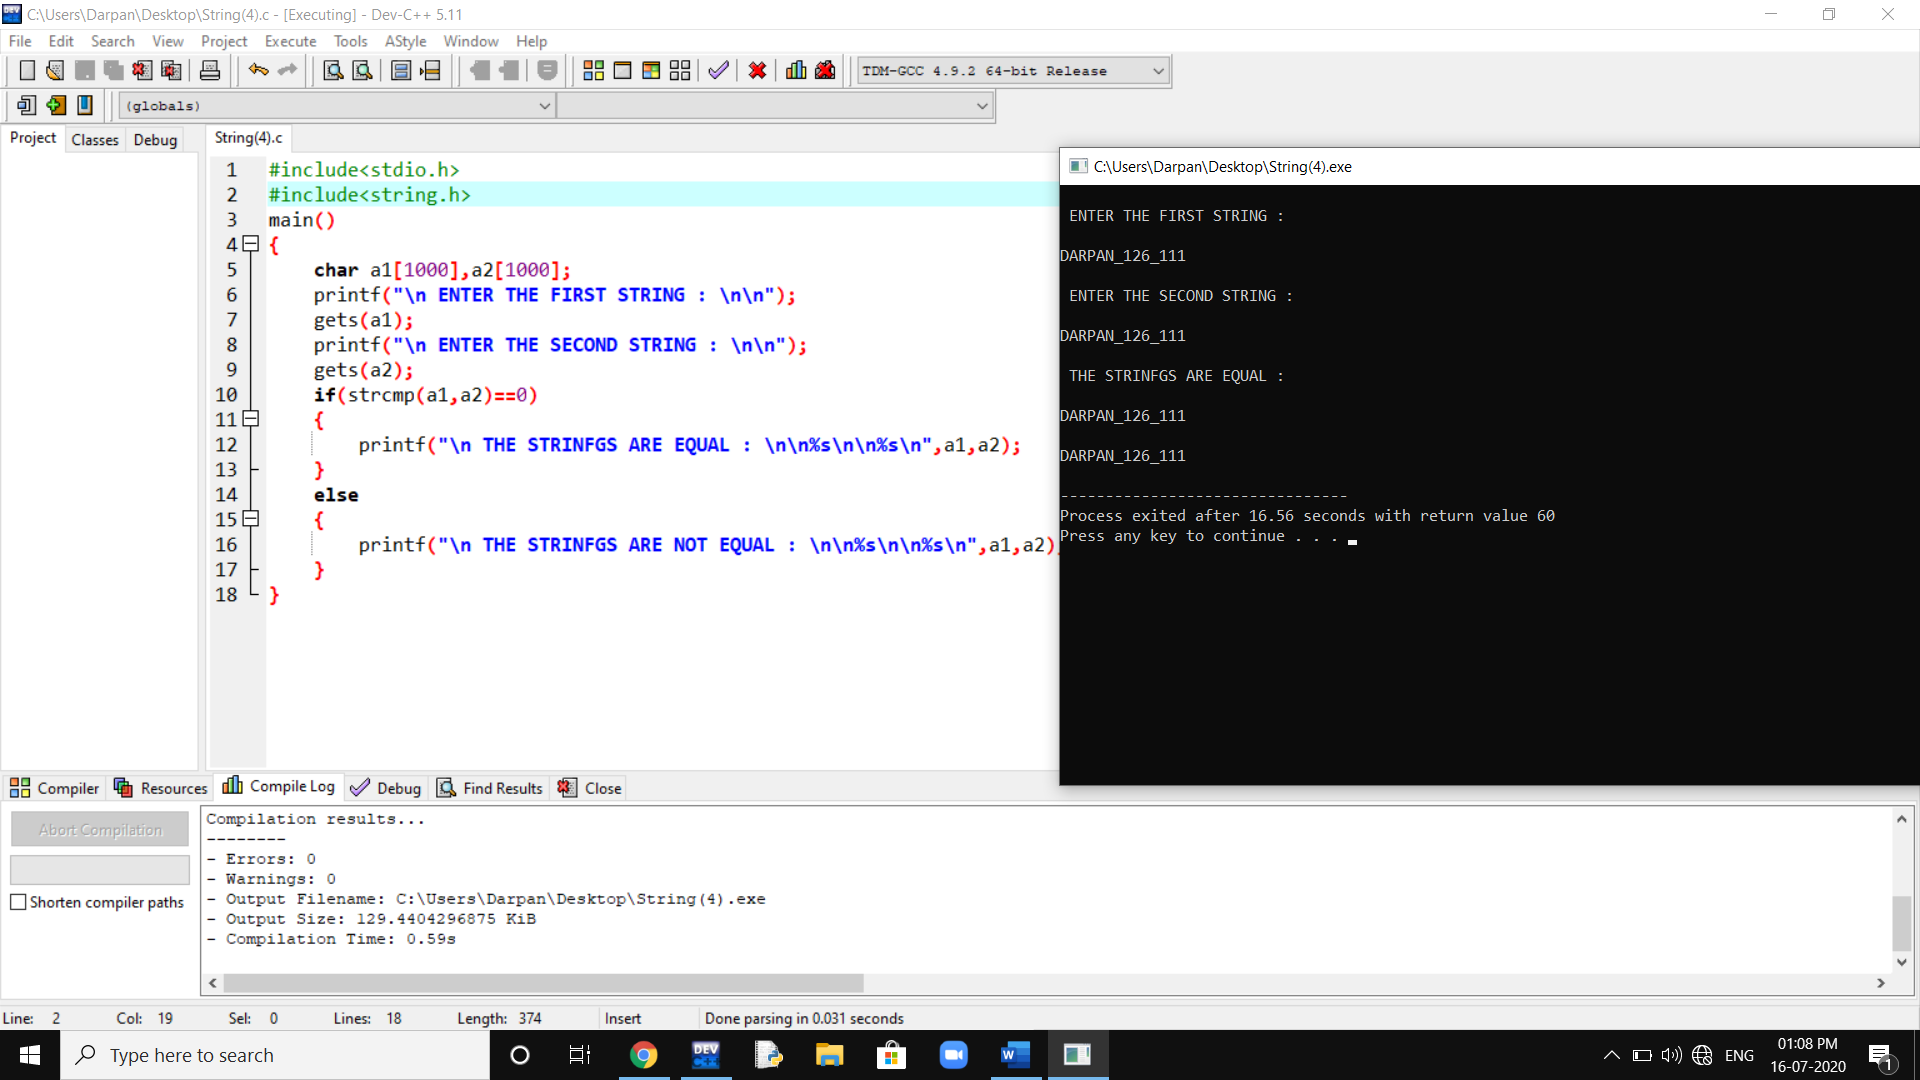 C:\Users\Darpan\Desktop\String(4).c - [Executing] - Dev-C++ 5.11
File Edit Search View Project Execute Tools AStyle Window Help
TDM-GCC 4.9.2 64-bit Release
(globals)
Project Classes Debug
String(4).c
1 #include<stdio.h>
2 #include<string.h>
3 main()
4 {
5 char a1[1000],a2[1000];
6 printf("\n ENTER THE FIRST STRING : \n\n");
7 gets(a1);
8 printf("\n ENTER THE SECOND STRING : \n\n");
9 gets(a2);
10 if(strcmp(a1,a2)==0)
11 {
12 printf("\n THE STRINFGS ARE EQUAL : \n\n%s\n\n%s\n",a1,a2);
13 }
14 else
15 {
16 printf("\n THE STRINFGS ARE NOT EQUAL : \n\n%s\n\n%s\n",a1,a2)
17 }
18 }
C:\Users\Darpan\Desktop\String(4).exe
ENTER THE FIRST STRING :
DARPAN_126_111
ENTER THE SECOND STRING :
DARPAN_126_111
THE STRINFGS ARE EQUAL :
DARPAN_126_111
DARPAN_126_111
--------------------------------
Process exited after 16.56 seconds with return value 60
Press any key to continue . . .
Compiler Resources Compile Log Debug Find Results Close
Abort Compilation
Shorten compiler paths
Compilation results...
--------
- Errors: 0
- Warnings: 0
- Output Filename: C:\Users\Darpan\Desktop\String(4).exe
- Output Size: 129.4404296875 KiB
- Compilation Time: 0.59s
Line: 2 Col: 19 Sel: 0 Lines: 18 Length: 374 Insert Done parsing in 0.031 seconds
Type here to search
DEV
ENG
01:08 PM
16-07-2020
1